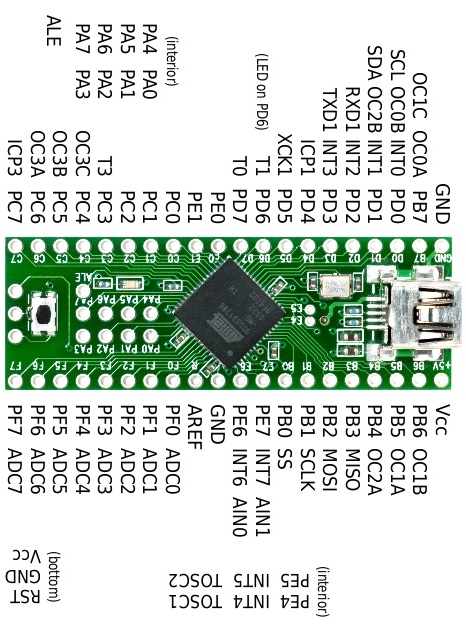 GND
PB7 OC0A OC1C
PD0 INT0 OC0B SCL
PD1 INT1 OC2B SDA
PD2 INT2 RXD1
PD3 INT3 TXD1
PD4 ICP1
PD5 XCK1
PD6 T1 (LED on PD6)
PD7 T0
PE0
PE1
PC0
PC1
PC2
PC3 T3
PC4 OC3C
PC5 OC3B
PC6 OC3A
PC7 ICP3
(interior)
PA0 PA4
PA1 PA5
PA2 PA6
PA3 PA7
ALE
GND B7 D0 D1 D2 D3 D4 D5 D6 D7 E0 E1 C0 C1 C2 C3 C4 C5 C6 C7
ALE
PA7 PA6 PA5 PA4
PA3 PA2 PA1 PA0
E5
E4
ATMEL
+5V B6 B5 B4 B3 B2 B1 B0 E7 E6 R F0 F1 F2 F3 F4 F5 F6 F7
Vcc
PB6 OC1B
PB5 OC1A
PB4 OC2A
PB3 MISO
PB2 MOSI
PB1 SCLK
PB0 SS
PE7 INT7 AIN1
PE6 INT6 AIN0
GND
AREF
PF0 ADC0
PF1 ADC1
PF2 ADC2
PF3 ADC3
PF4 ADC4
PF5 ADC5
PF6 ADC6
PF7 ADC7
(interior)
PE5 INT5 TOSC2
PE4 INT4 TOSC1
(bottom)
Vcc
GND
RST